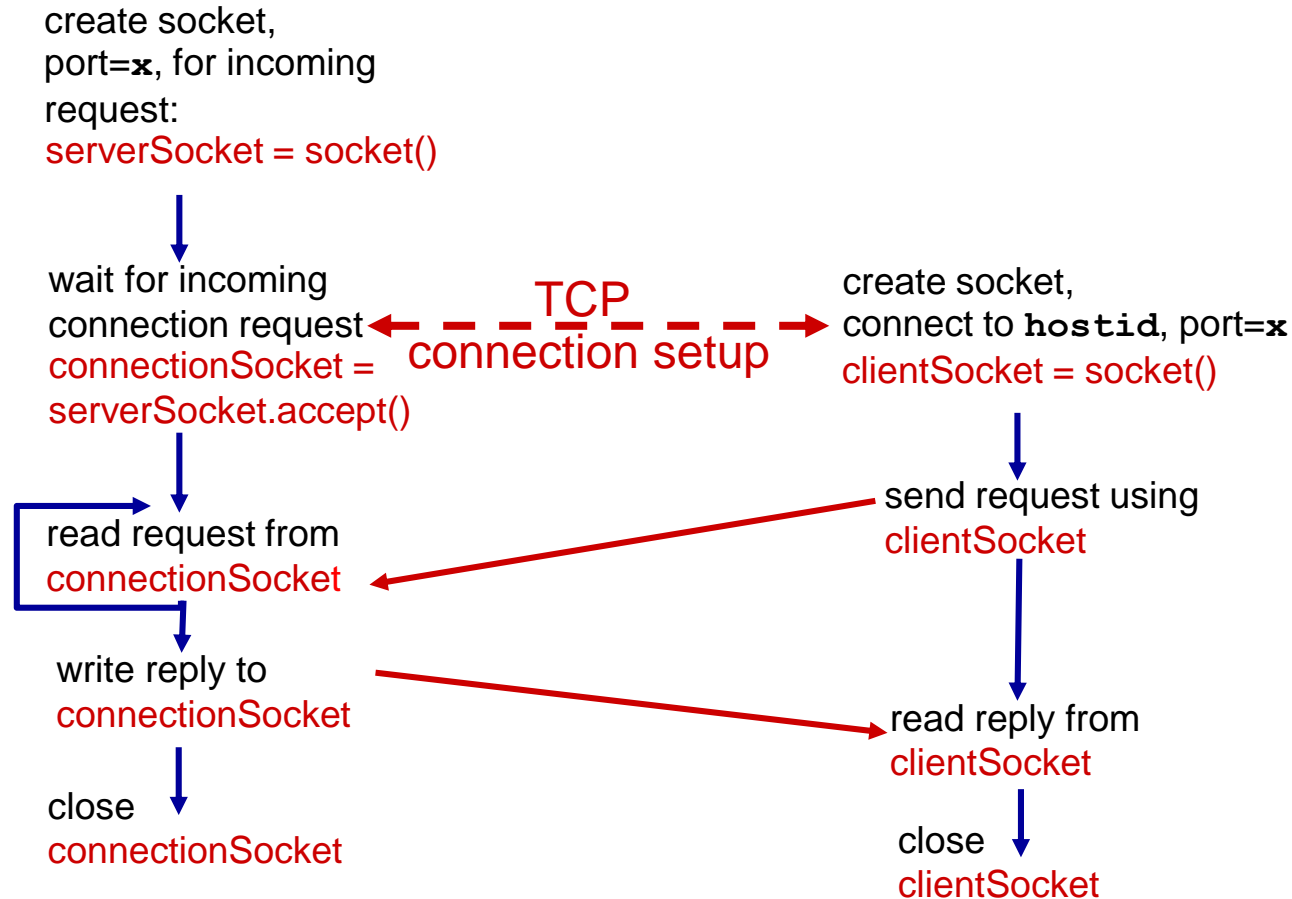 create socket,
port=x, for incoming
request:
serverSocket = socket()
wait for incoming
connection request
connectionSocket =
serverSocket.accept()
TCP
connection setup
create socket,
connect to hostid, port=x
clientSocket = socket()
send request using
clientSocket
read request from
connectionSocket
write reply to
connectionSocket
read reply from
clientSocket
close
connectionSocket
close
clientSocket